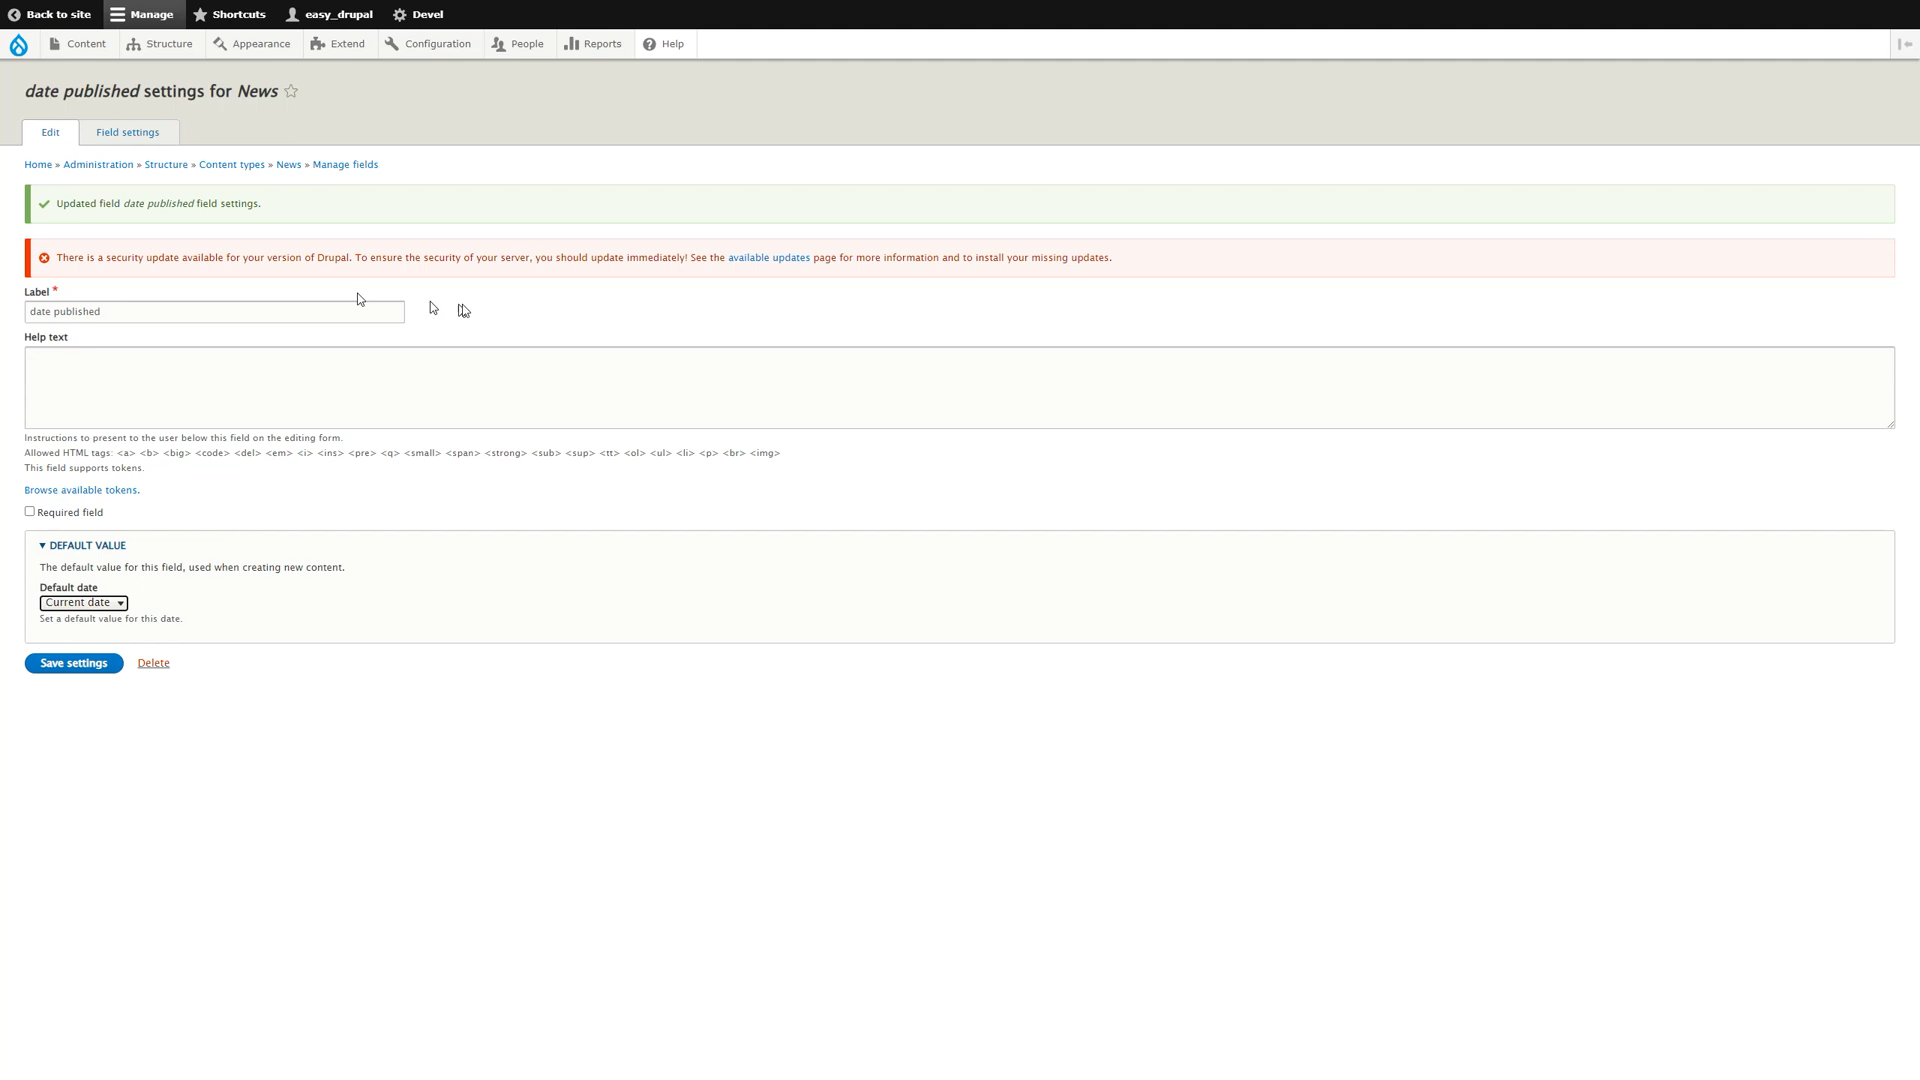 Back to site Manage Shortcuts easy_drupal Devel
Content Structure Appearance Extend Configuration People Reports Help
date published settings for News
Edit Field settings
Home » Administration » Structure » Content types » News » Manage fields
Updated field date published field settings.
There is a security update available for your version of Drupal. To ensure the security of your server, you should update immediately! See the available updates page for more information and to install your missing updates.
Label *
date published
Help text
Instructions to present to the user below this field on the editing form.
Allowed HTML tags: <a> <b> <big> <code> <del> <em> <i> <ins> <pre> <q> <small> <span> <strong> <sub> <sup> <tt> <ol> <ul> <li> <p> <br> <img>
This field supports tokens.
Browse available tokens.
Required field
DEFAULT VALUE
The default value for this field, used when creating new content.
Default date
Current date
Set a default value for this date.
Save settings Delete